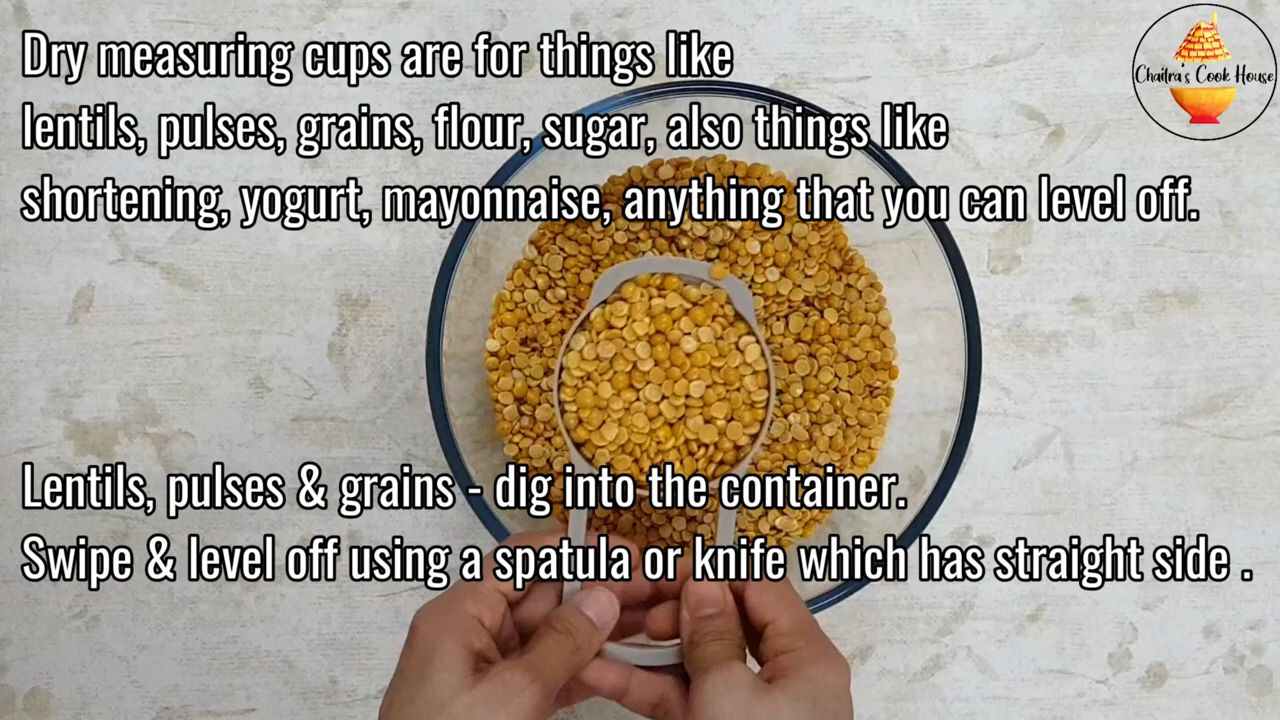 Dry measuring cups are for things like
lentils, pulses, grains, flour, sugar, also things like
shortening, yogurt, mayonnaise, anything that you can level off.
Chaitra's Cook House
Lentils, pulses & grains - dig into the container.
Swipe & level off using a spatula or knife which has straight side .